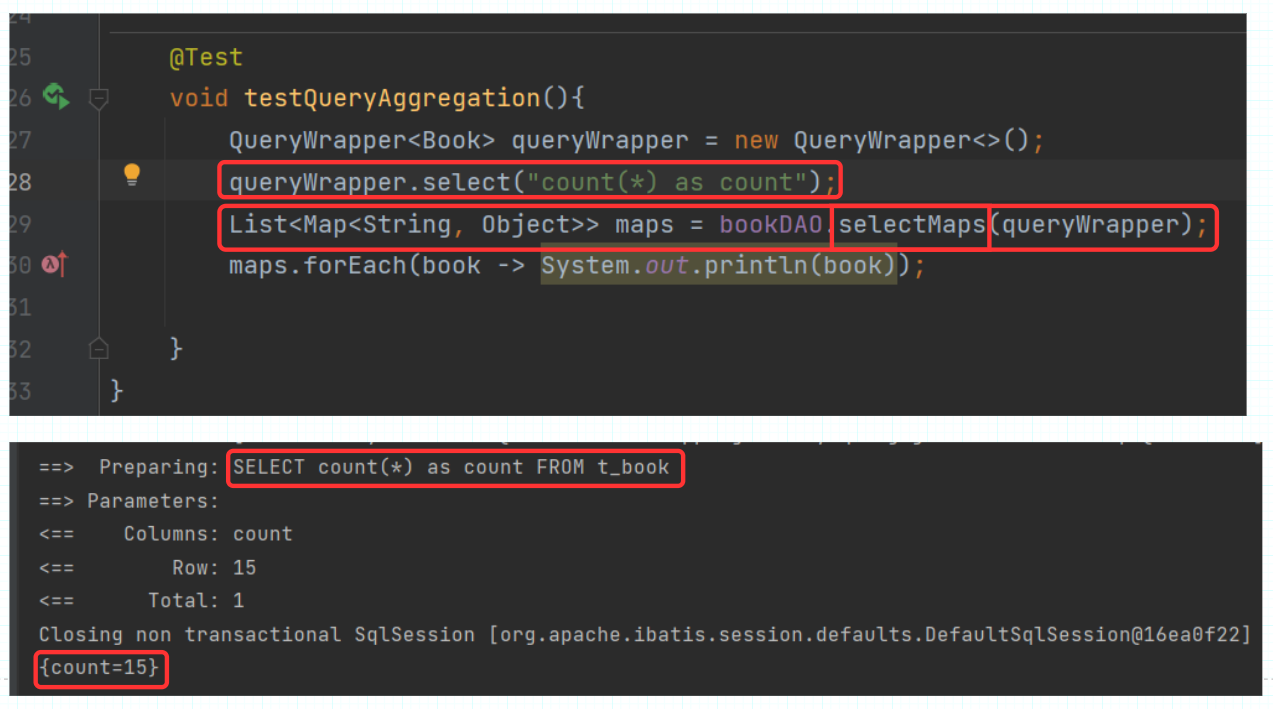 24
25 @Test
26 void testQueryAggregation(){
27 QueryWrapper<Book> queryWrapper = new QueryWrapper<>();
28 queryWrapper.select("count(*) as count");
29 List<Map<String, Object>> maps = bookDAO.selectMaps(queryWrapper);
30 maps.forEach(book -> System.out.println(book));
31
32 }
33 }
==> Preparing: SELECT count(*) as count FROM t_book
==> Parameters:
<== Columns: count
<== Row: 15
<== Total: 1
Closing non transactional SqlSession [org.apache.ibatis.session.defaults.DefaultSqlSession@16ea0f22]
{count=15}